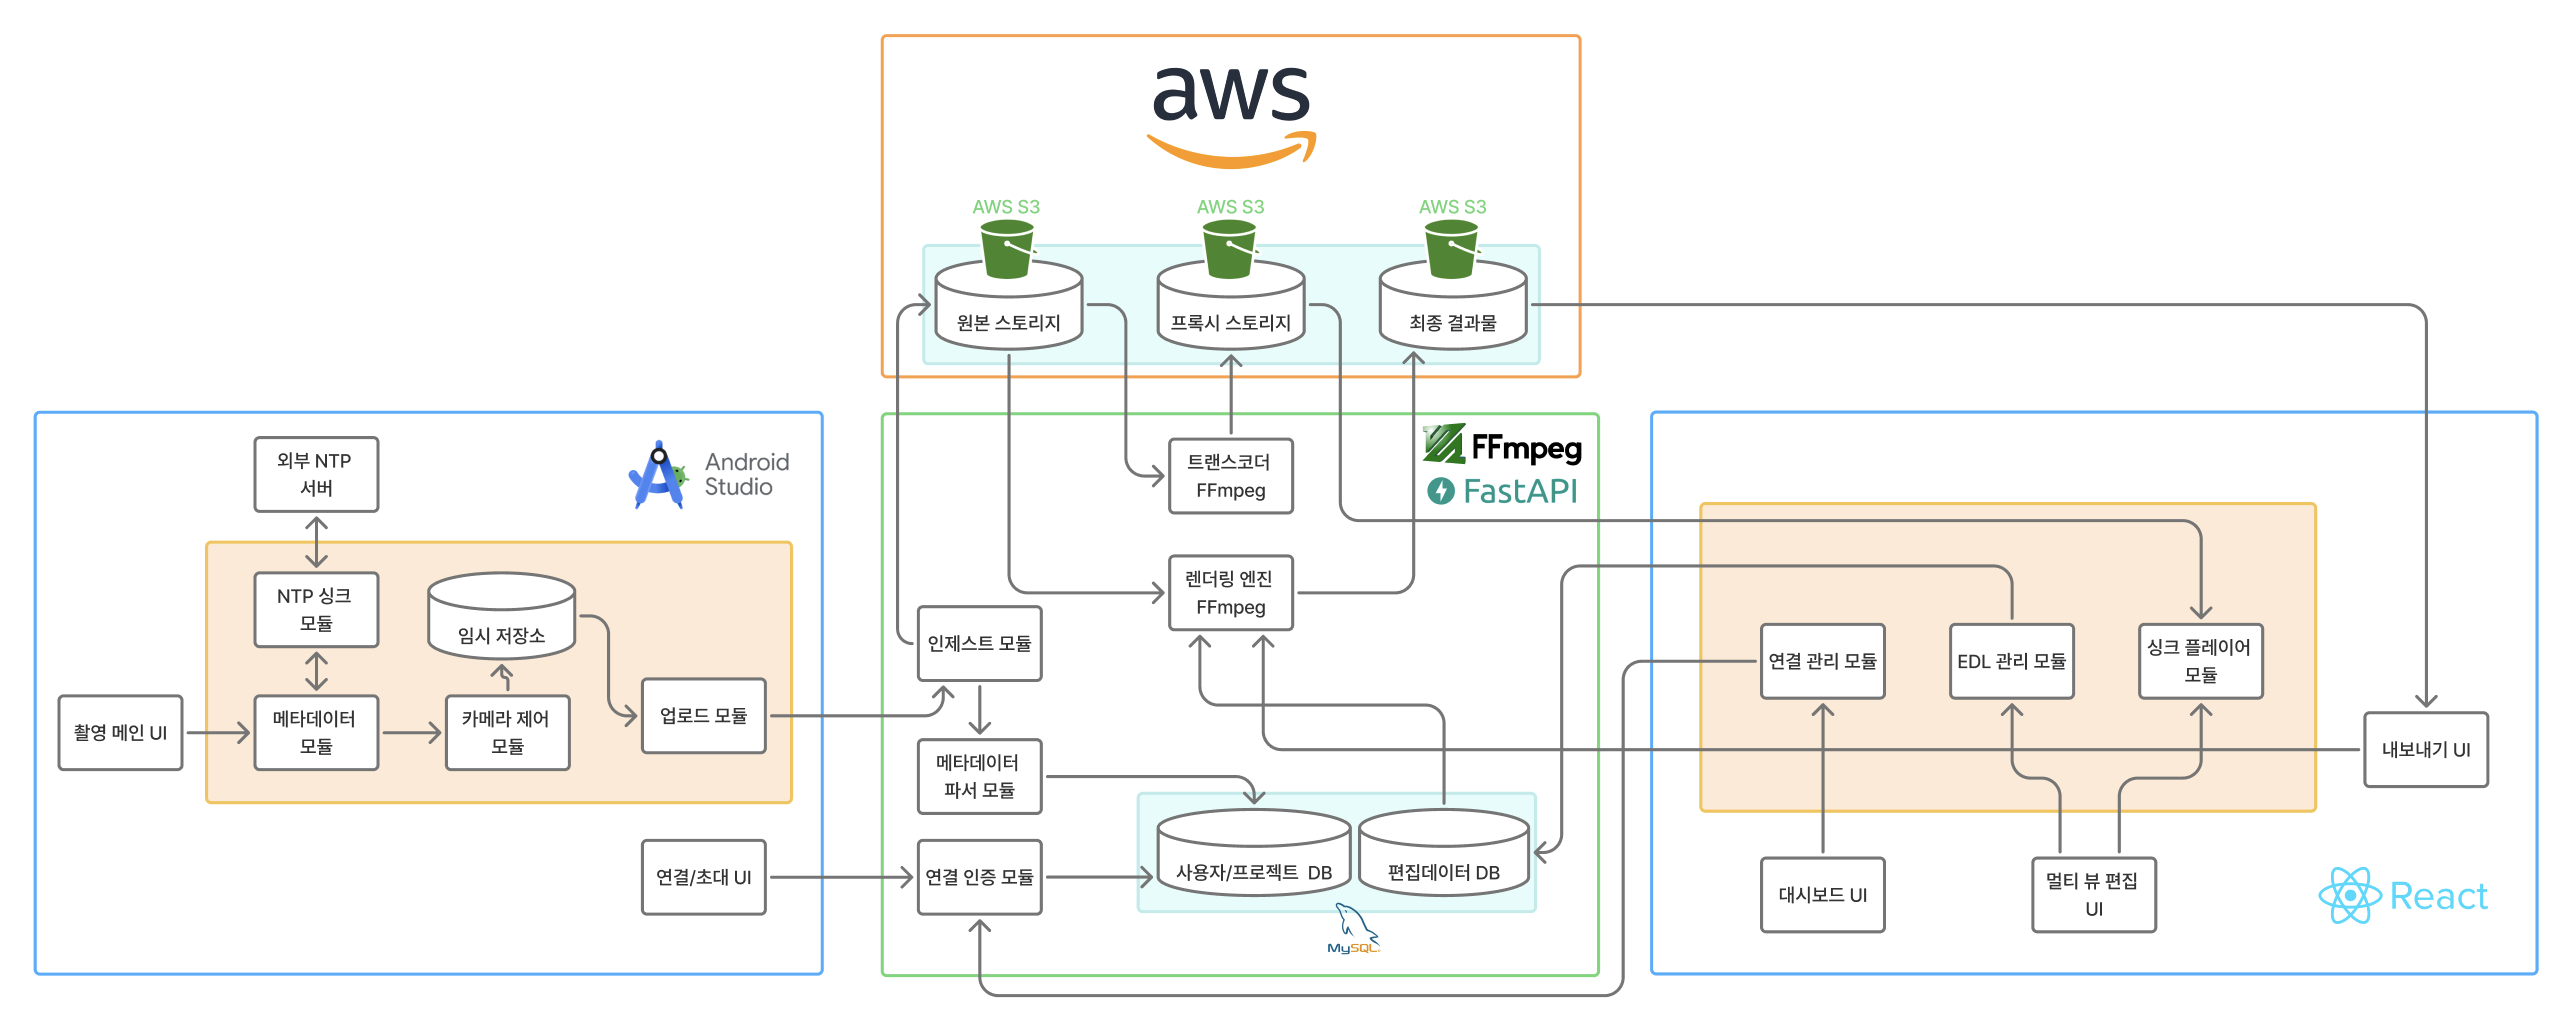 aws
AWS S3
AWS S3
AWS S3
원본 스토리지
프록시 스토리지
최종 결과물
외부 NTP
서버
Android
Studio
NTP 싱크
모듈
임시 저장소
촬영 메인 UI
메타데이터
모듈
카메라 제어
모듈
업로드 모듈
연결/초대 UI
트랜스코더
FFmpeg
FFmpeg
FastAPI
렌더링 엔진
FFmpeg
인제스트 모듈
메타데이터
파서 모듈
연결 인증 모듈
사용자/프로젝트 DB
편집데이터 DB
MySQL
연결 관리 모듈
EDL 관리 모듈
싱크 플레이어
모듈
내보내기 UI
대시보드 UI
멀티 뷰 편집
UI
React